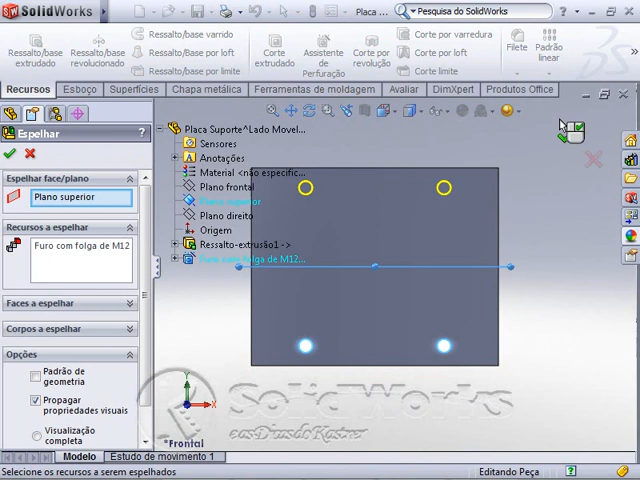 SolidWorks
Placa ...
Pesquisa do SolidWorks
Ressalto/base extrudado
Ressalto/base revolucionado
Ressalto/base varrido
Ressalto/base por loft
Ressalto/base por limite
Corte extrudado
Assistente de Perfuração
Corte por revolução
Corte por varredura
Corte por loft
Corte por limite
Filete
Padrão linear
Recursos
Esboço
Superfícies
Chapa metálica
Ferramentas de moldagem
Avaliar
DimXpert
Produtos Office
Espelhar
?
Espelhar face/plano
Plano superior
Recursos a espelhar
Furo com folga de M12
Faces a espelhar
Corpos a espelhar
Opções
Padrão de geometria
Propagar propriedades visuais
Visualização completa
Placa Suporte^Lado Movel...
Sensores
Anotações
Material <não especific...
Plano frontal
Plano superior
Plano direito
Origem
Ressalto-extrusão1 ->
Furo com folga de M12...
Y
X
*Frontal
SolidWorks
Modelo
Estudo de movimento 1
Selecione os recursos a serem espelhados
Editando Peça